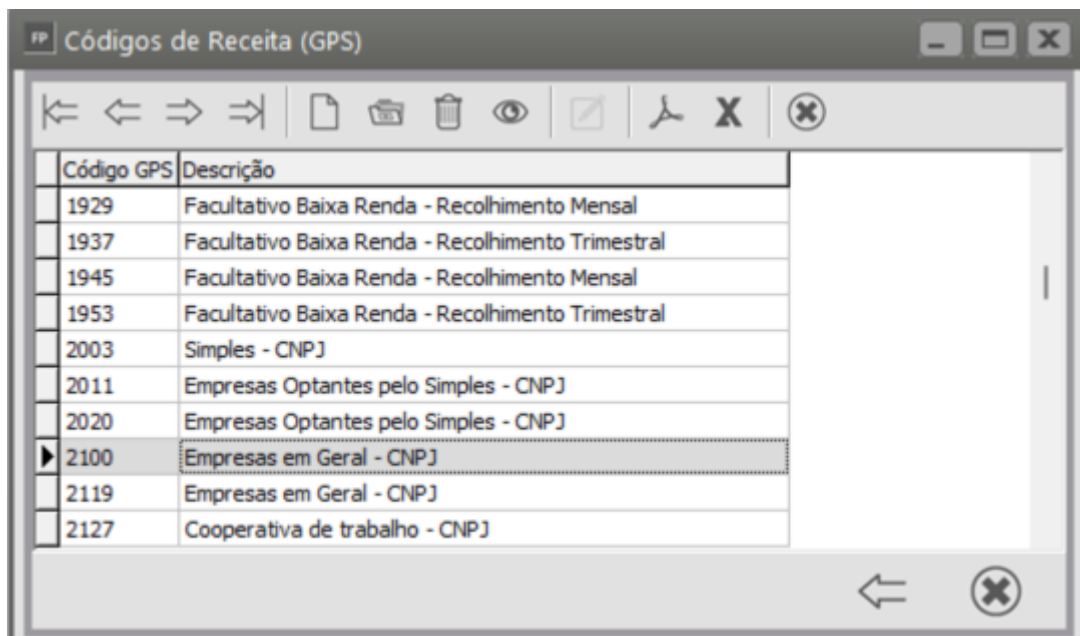 FP Códigos de Receita (GPS)
Código GPS Descrição
1929 Facultativo Baixa Renda - Recolhimento Mensal
1937 Facultativo Baixa Renda - Recolhimento Trimestral
1945 Facultativo Baixa Renda - Recolhimento Mensal
1953 Facultativo Baixa Renda - Recolhimento Trimestral
2003 Simples - CNPJ
2011 Empresas Optantes pelo Simples - CNPJ
2020 Empresas Optantes pelo Simples - CNPJ
2100 Empresas em Geral - CNPJ
2119 Empresas em Geral - CNPJ
2127 Cooperativa de trabalho - CNPJ